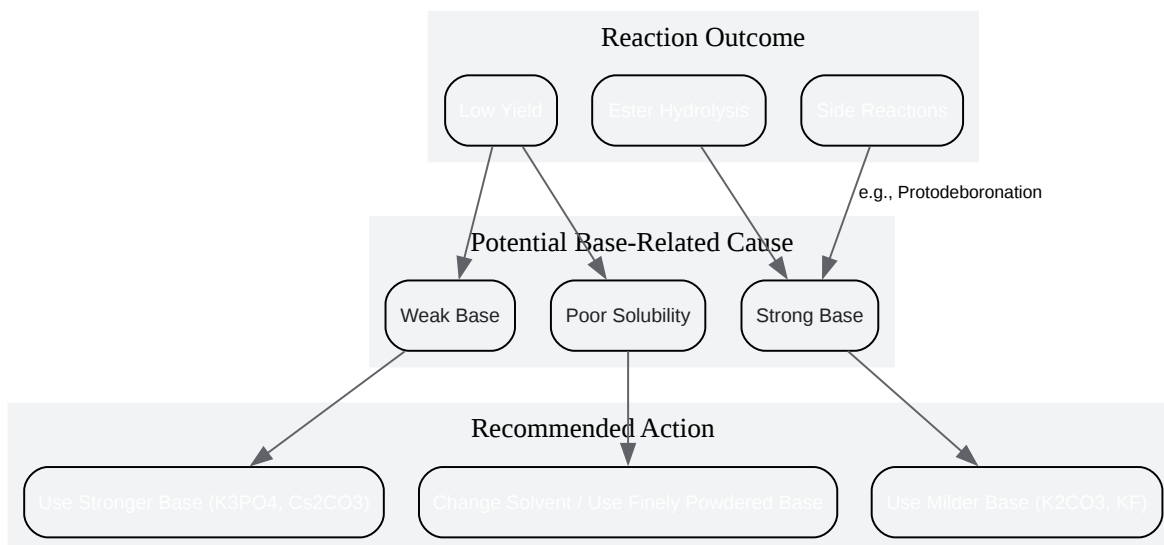 Reaction Outcome
Low Yield
Ester Hydrolysis
Side Reactions
e.g., Protodeboronation
Potential Base-Related Cause
Weak Base
Poor Solubility
Strong Base
Recommended Action
Use Stronger Base (K3PO4, Cs2CO3)
Change Solvent / Use Finely Powdered Base
Use Milder Base (K2CO3, KF)